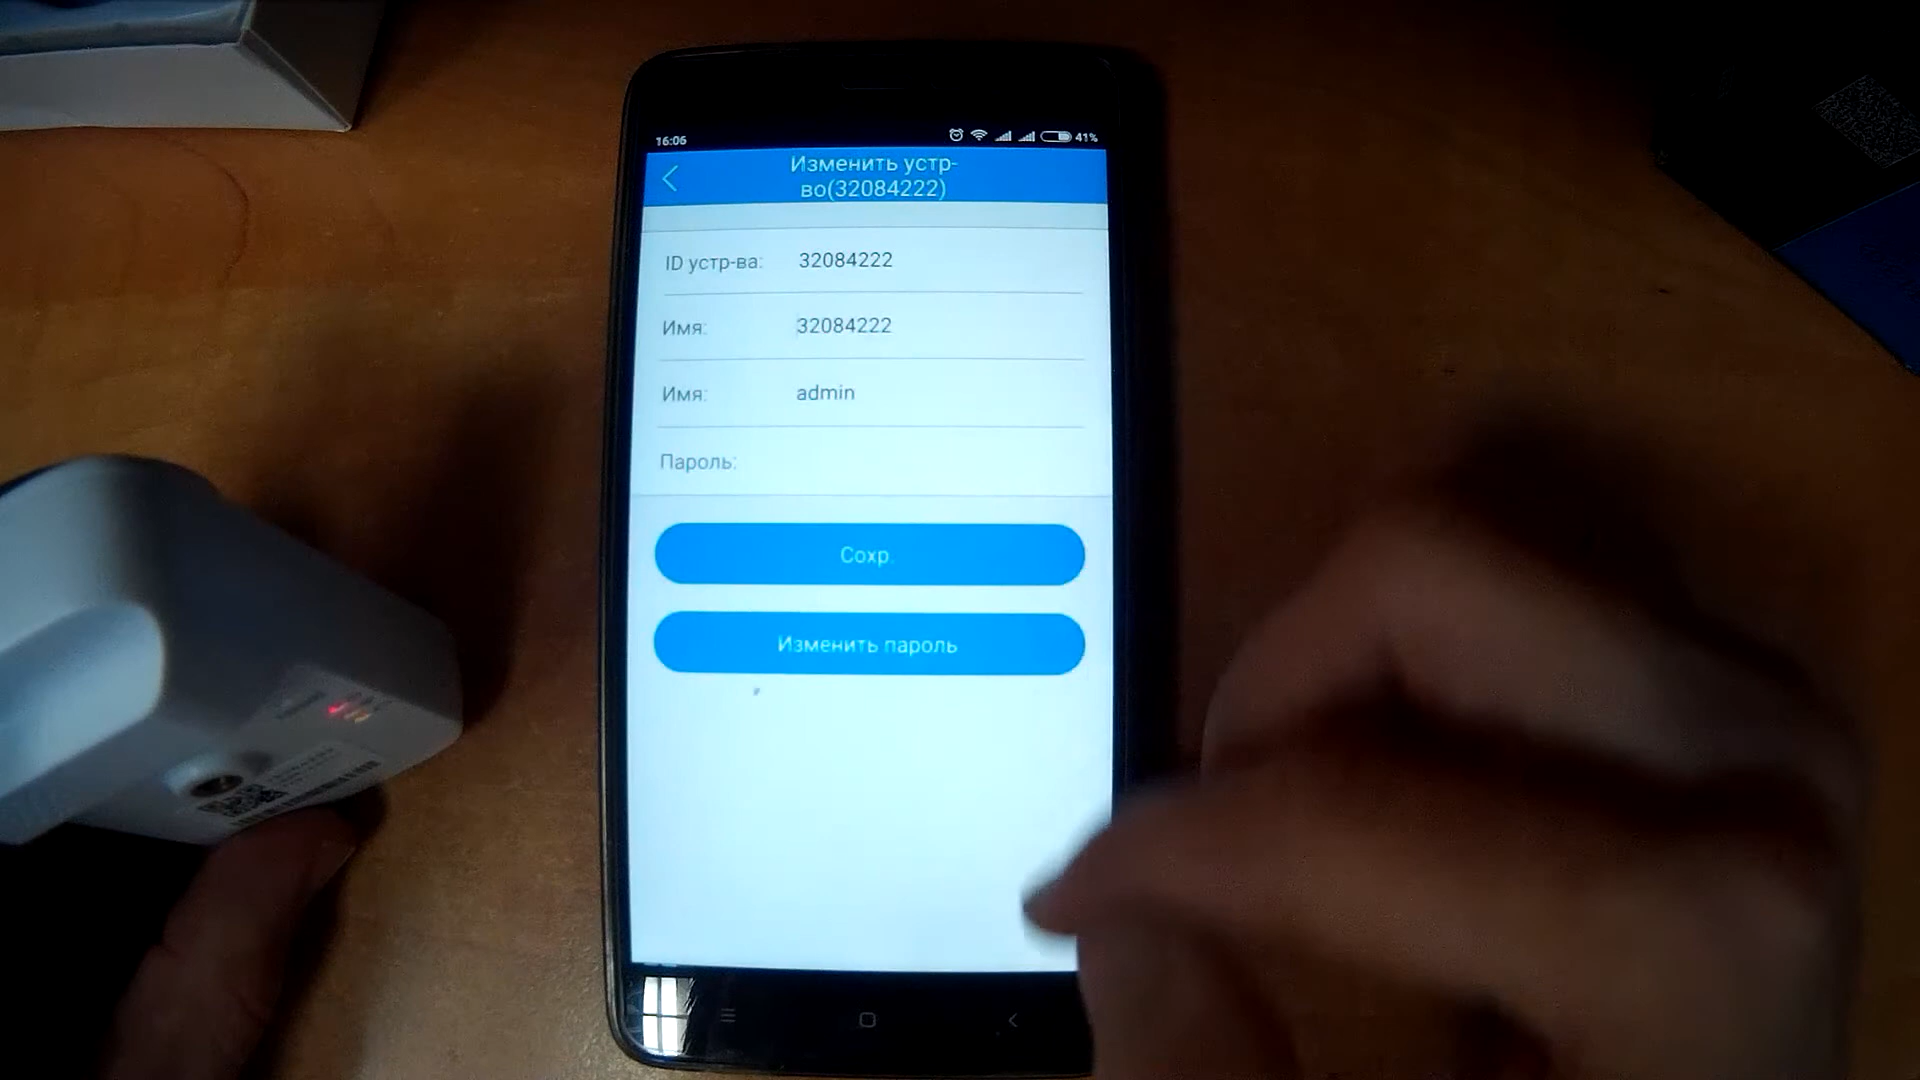 16:06
41%
Изменить устр-
во(32084222)
ID устр-ва: 32084222
Имя: 32084222
Имя: admin
Пароль:
Сохр.
Изменить пароль